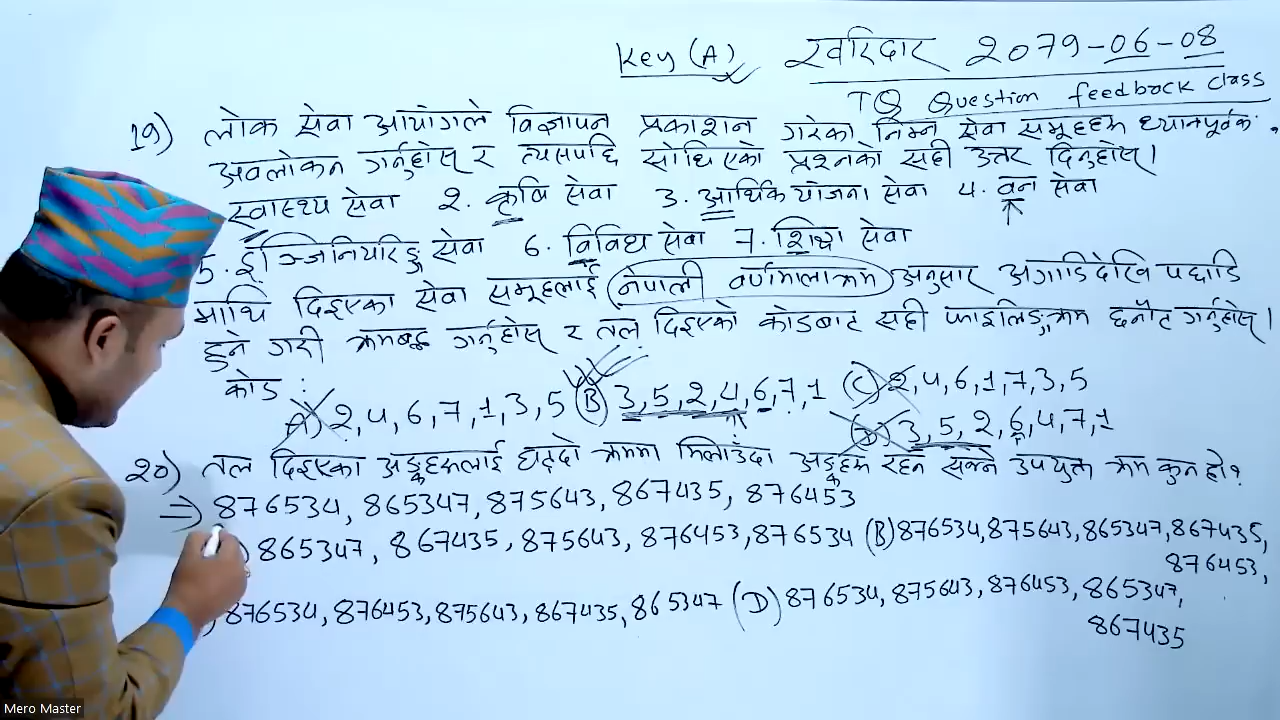 Key (A) खरिदार २०७९-06-08
TQ Question feedback class
19) लोक सेवा आयोगले विज्ञापन प्रकाशन गरेका निम्न सेवा समूहहरू ध्यानपूर्वक
अवलोकन गर्नुहोस् र त्यसपछि सोधिएको प्रश्नको सही उत्तर दिनुहोस्।
स्वास्थ्य सेवा २. कृषि सेवा 3. आर्थिक योजना सेवा ४. वन सेवा
5. इञ्जिनियरिङ्ग सेवा 6. विविध सेवा 7. शिक्षा सेवा
माथि दिइएका सेवा समूहलाई नेपाली वर्णमालाक्रम अनुसार अगाडिदेखि पछाडि
हुने गरी क्रमबद्ध गर्नुहोस् र तल दिइएको कोडबाट सही फाइलिङ्गक्रम छनौट गर्नुहोस्।
कोड :
A) 2,4,6,7,1,3,5 (B) 3,5,2,4,6,7,1 (C) 2,4,6,1,7,3,5
(D) 3,5,2,6,4,7,1
२०) तल दिइएका अङ्कहरूलाई घट्दो क्रममा मिलाउँदा अङ्कहरू रहन सक्ने उपयुक्त क्रम कुन हो?
⇒ 876534, 865347, 875643, 867435, 876453
) 865347, 867435, 875643, 876453, 876534 (B) 876534, 875643, 865347, 867435,
876453,
876534, 876453, 875643, 867435, 865347 (D) 876534, 875643, 876453, 865347,
867435
Mero Master